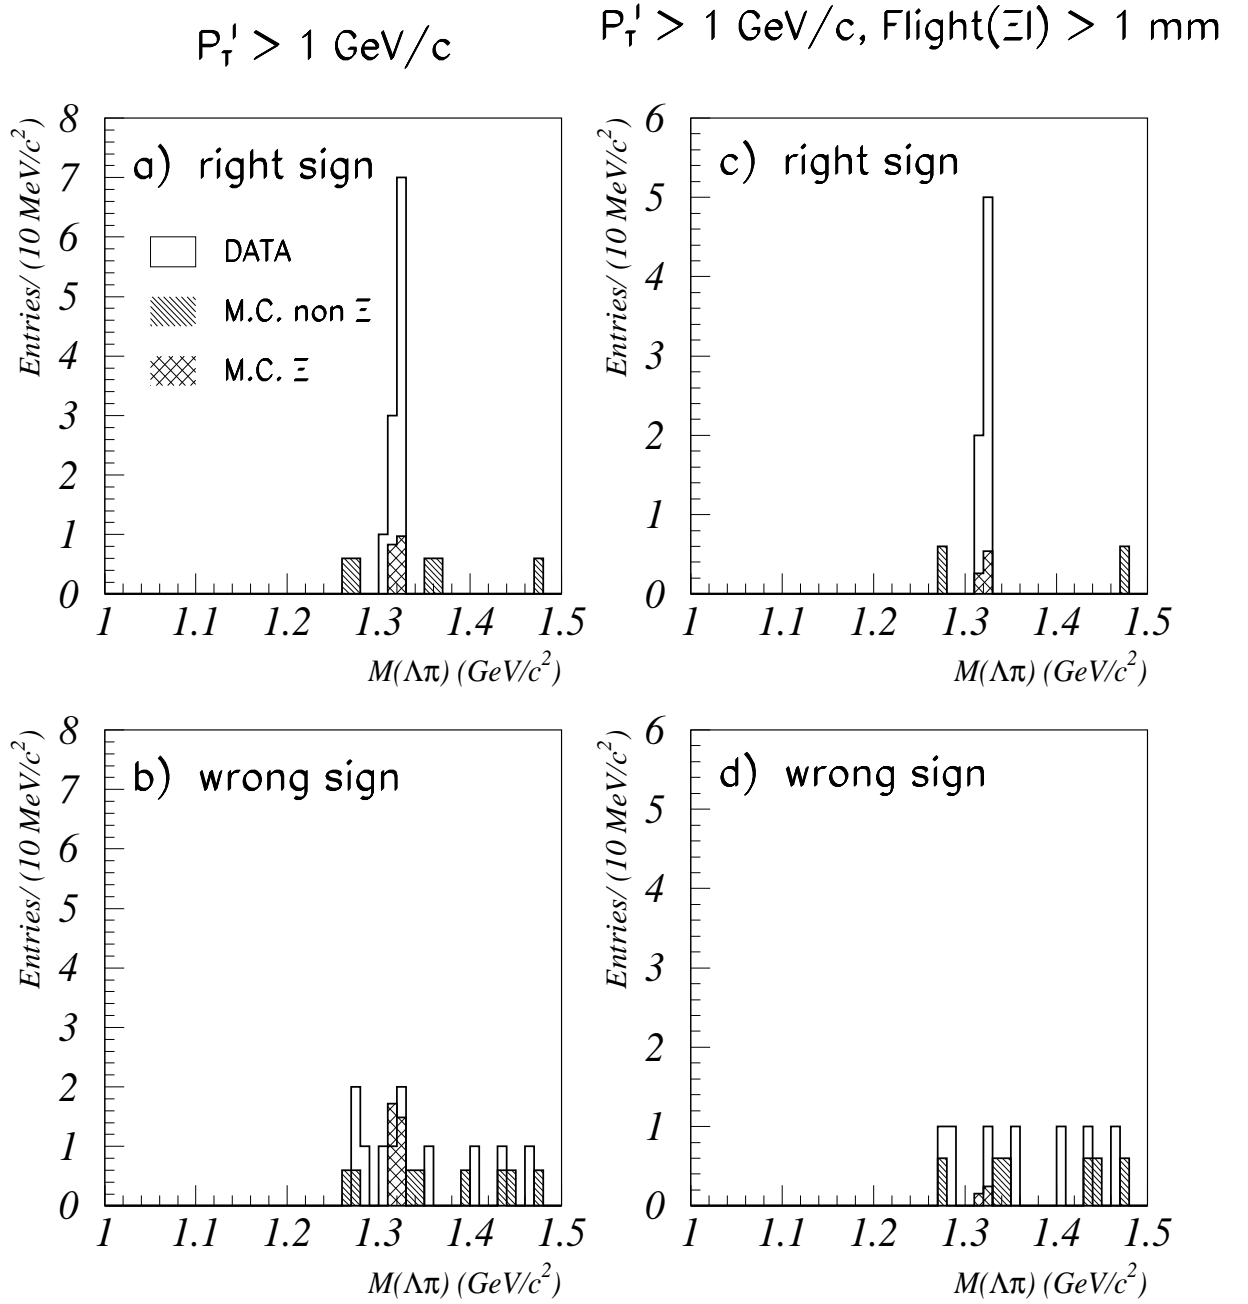 P_T^l > 1 GeV/c
P_T^l > 1 GeV/c, Flight(Ξl) > 1 mm
Entries/ (10 MeV/c²)
8
7
6
5
4
3
2
1
0
a) right sign
DATA
M.C. non Ξ
M.C. Ξ
1 1.1 1.2 1.3 1.4 1.5
M(Λπ) (GeV/c²)
Entries/ (10 MeV/c²)
6
5
4
3
2
1
0
c) right sign
1 1.1 1.2 1.3 1.4 1.5
M(Λπ) (GeV/c²)
Entries/ (10 MeV/c²)
8
7
6
5
4
3
2
1
0
b) wrong sign
1 1.1 1.2 1.3 1.4 1.5
M(Λπ) (GeV/c²)
Entries/ (10 MeV/c²)
6
5
4
3
2
1
0
d) wrong sign
1 1.1 1.2 1.3 1.4 1.5
M(Λπ) (GeV/c²)